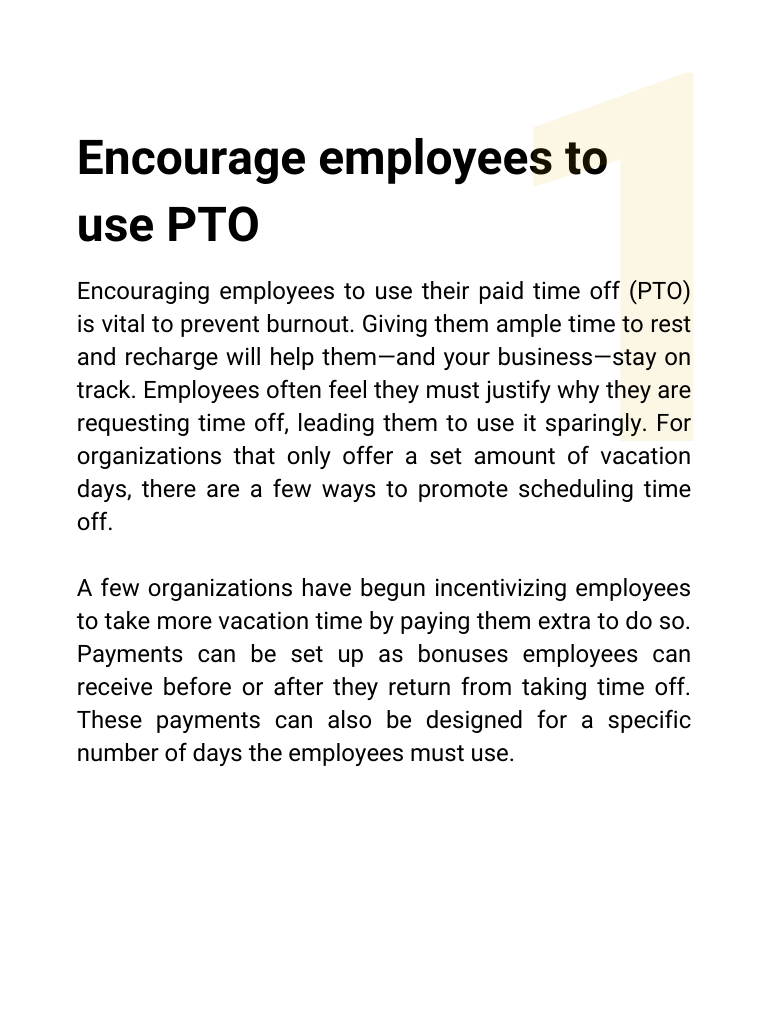 1
Encourage employees to
use PTO
Encouraging employees to use their paid time off (PTO)
is vital to prevent burnout. Giving them ample time to rest
and recharge will help them—and your business—stay on
track. Employees often feel they must justify why they are
requesting time off, leading them to use it sparingly. For
organizations that only offer a set amount of vacation
days, there are a few ways to promote scheduling time
off.
A few organizations have begun incentivizing employees
to take more vacation time by paying them extra to do so.
Payments can be set up as bonuses employees can
receive before or after they return from taking time off.
These payments can also be designed for a specific
number of days the employees must use.